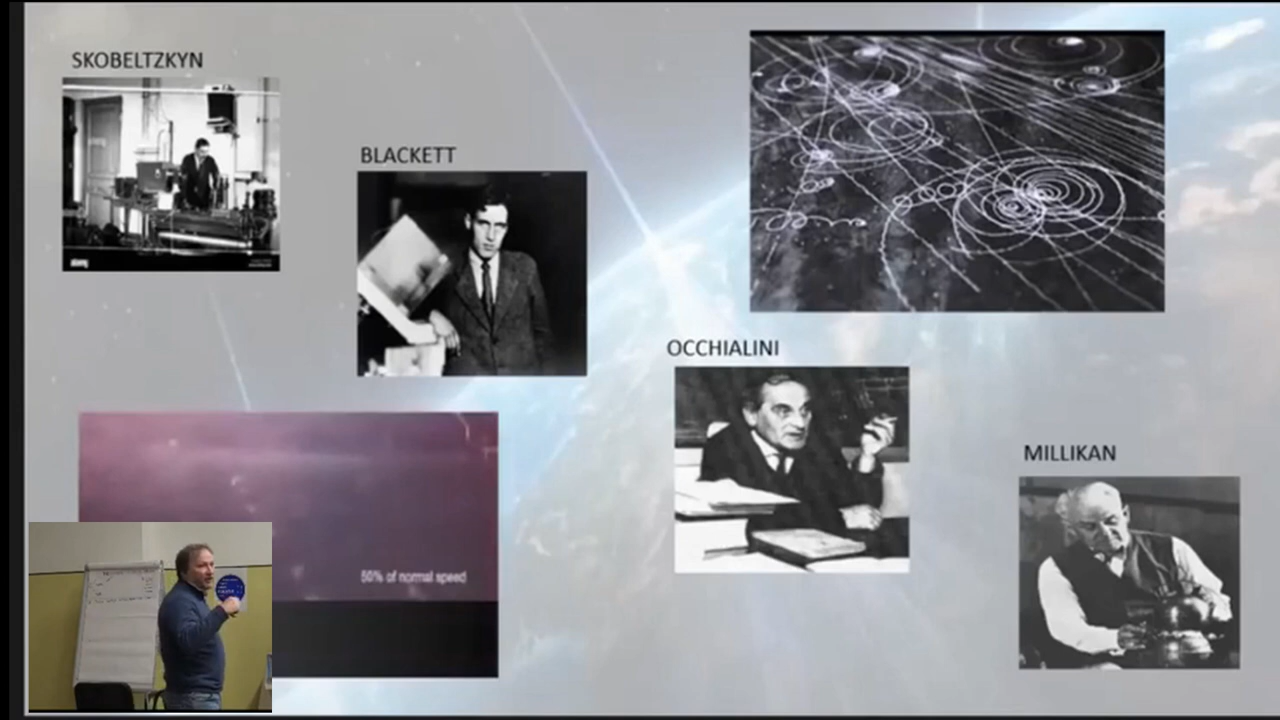 SKOBELTZKYN
BLACKETT
OCCHIALINI
MILLIKAN
50% of normal speed